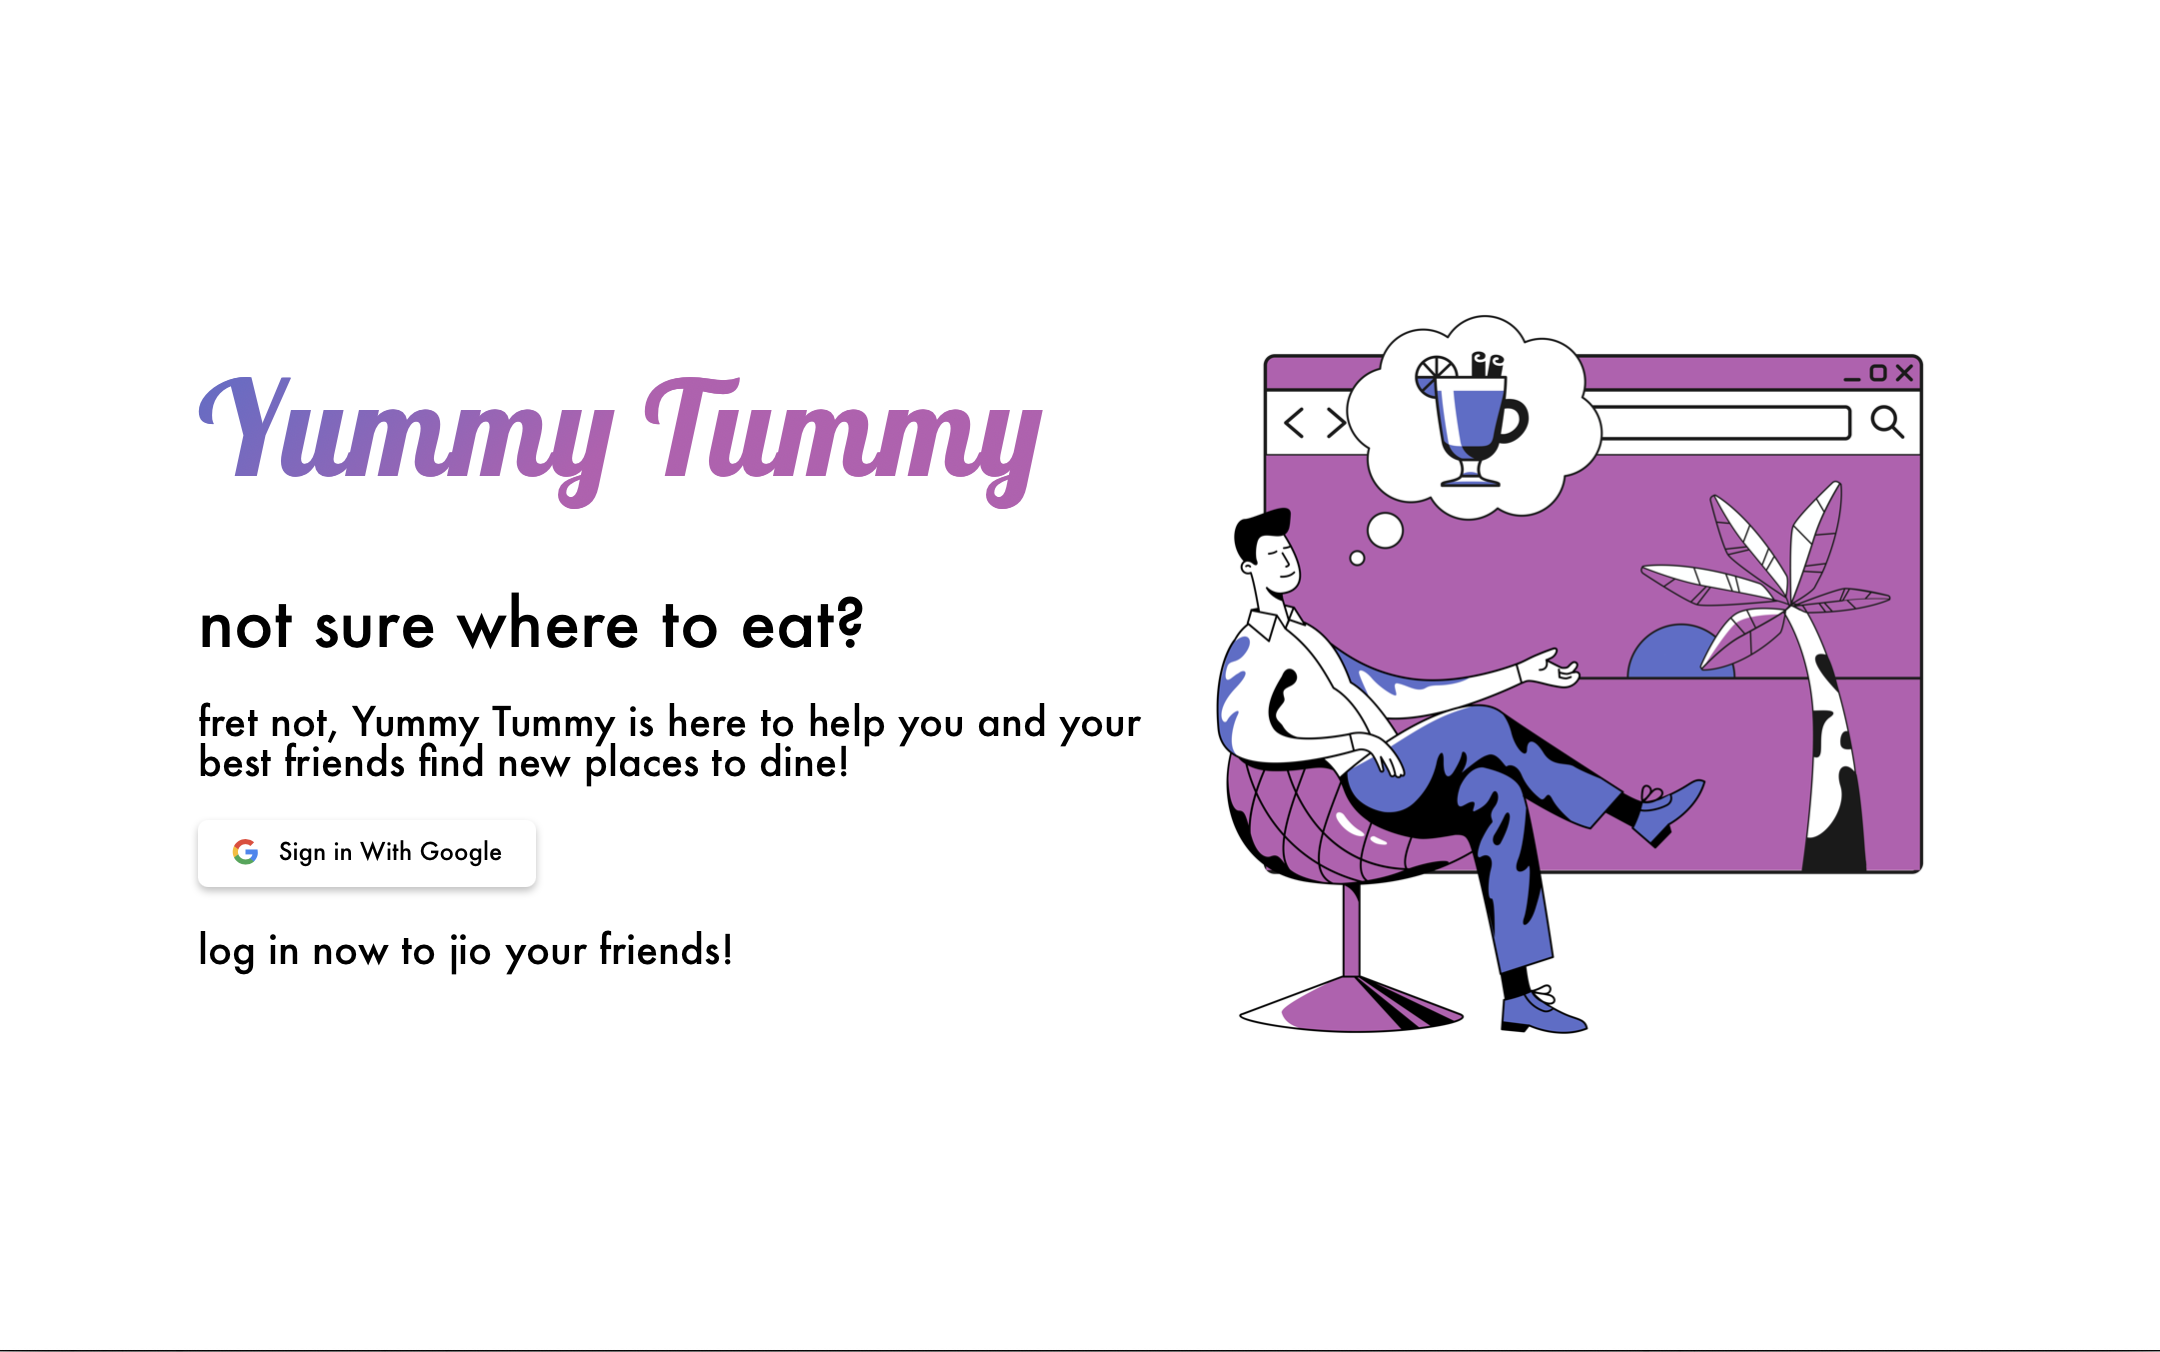 Yummy Tummy
not sure where to eat?
fret not, Yummy Tummy is here to help you and your
best friends find new places to dine!
Sign in With Google
log in now to jio your friends!